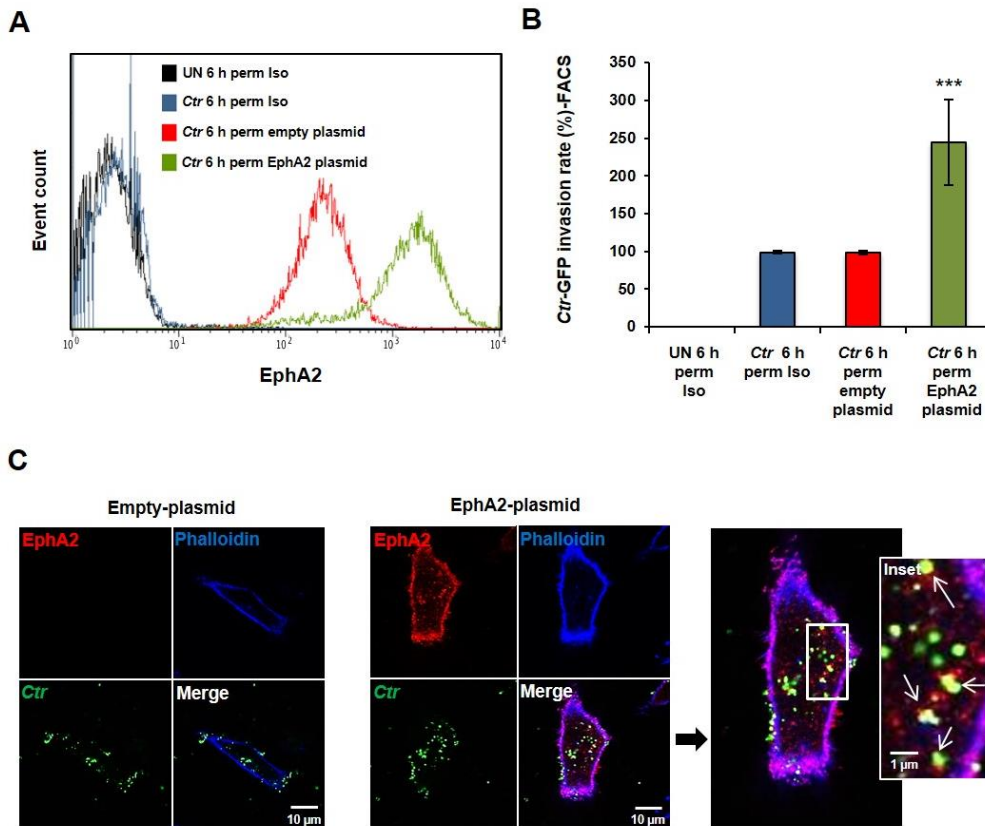 A
UN 6 h perm Iso
Ctr 6 h perm Iso
Ctr 6 h perm empty plasmid
Ctr 6 h perm EphA2 plasmid
Event count
10⁰ 10¹ 10² 10³ 10⁴
EphA2
B
Ctr-GFP invasion rate (%)-FACS
350
300
250
200
150
100
50
0
***
UN 6 h
perm
Iso
Ctr 6 h
perm Iso
Ctr 6 h
perm
empty
plasmid
Ctr 6 h
perm
EphA2
plasmid
C
Empty-plasmid
EphA2
Phalloidin
Ctr
Merge
10 µm
EphA2-plasmid
EphA2
Phalloidin
Ctr
Merge
10 µm
Inset
1 µm